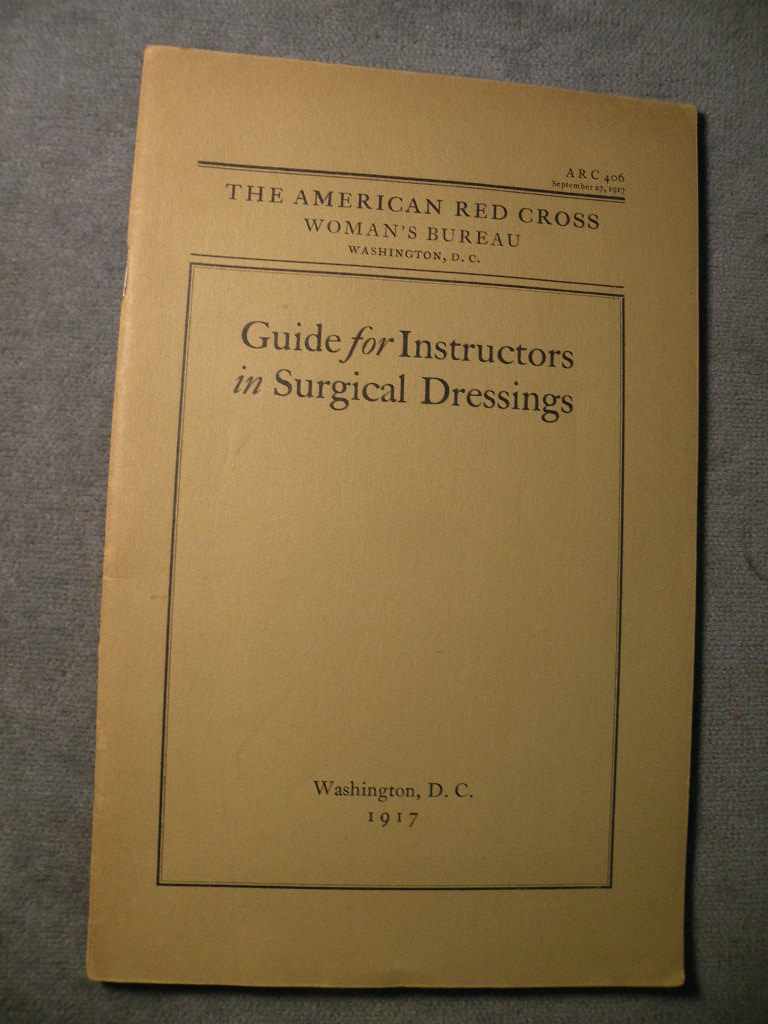 A R C 406
September 27, 1917
THE AMERICAN RED CROSS
WOMAN'S BUREAU
WASHINGTON, D. C.
Guide for Instructors
in Surgical Dressings
Washington, D. C.
1917